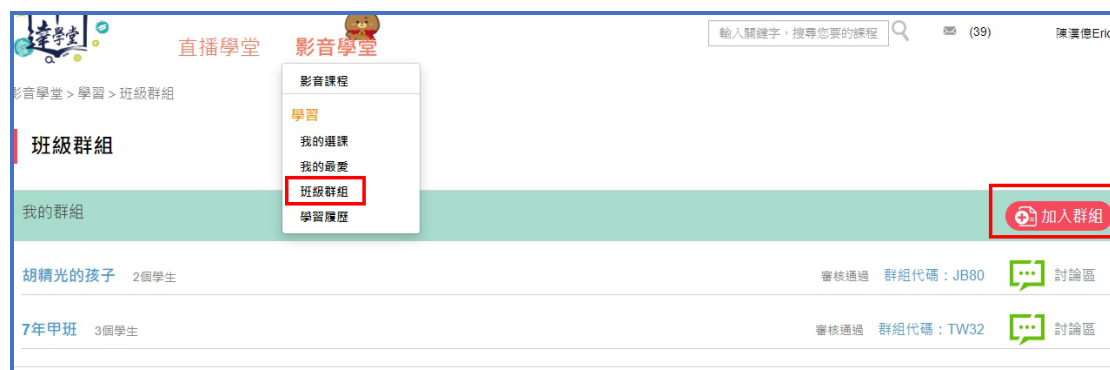 達學堂
直播學堂
影音學堂
輸入關鍵字，搜尋您要的課程
(39)
陳漢億Eric
影音學堂 > 學習 > 班級群組
影音課程
學習
我的選課
我的最愛
班級群組
學習履歷
班級群組
我的群組
加入群組
胡精光的孩子 2個學生 審核通過 群組代碼：JB80 討論區
7年甲班 3個學生 審核通過 群組代碼：TW32 討論區